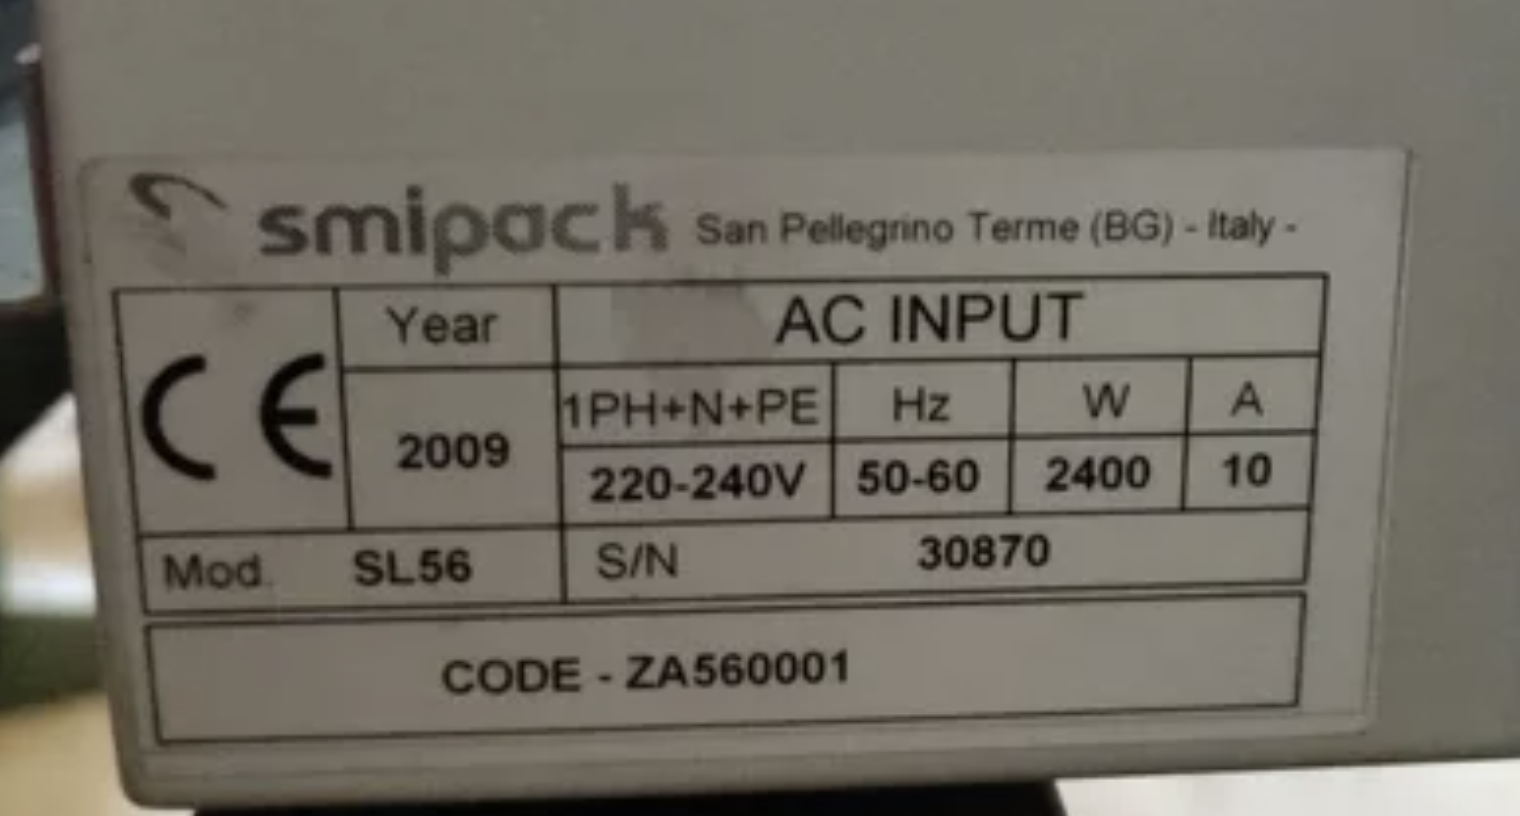 smipack San Pellegrino Terme (BG) - Italy -
CE
Year
AC INPUT
1PH+N+PE Hz W A
2009
220-240V 50-60 2400 10
Mod. SL56 S/N 30870
CODE - ZA560001